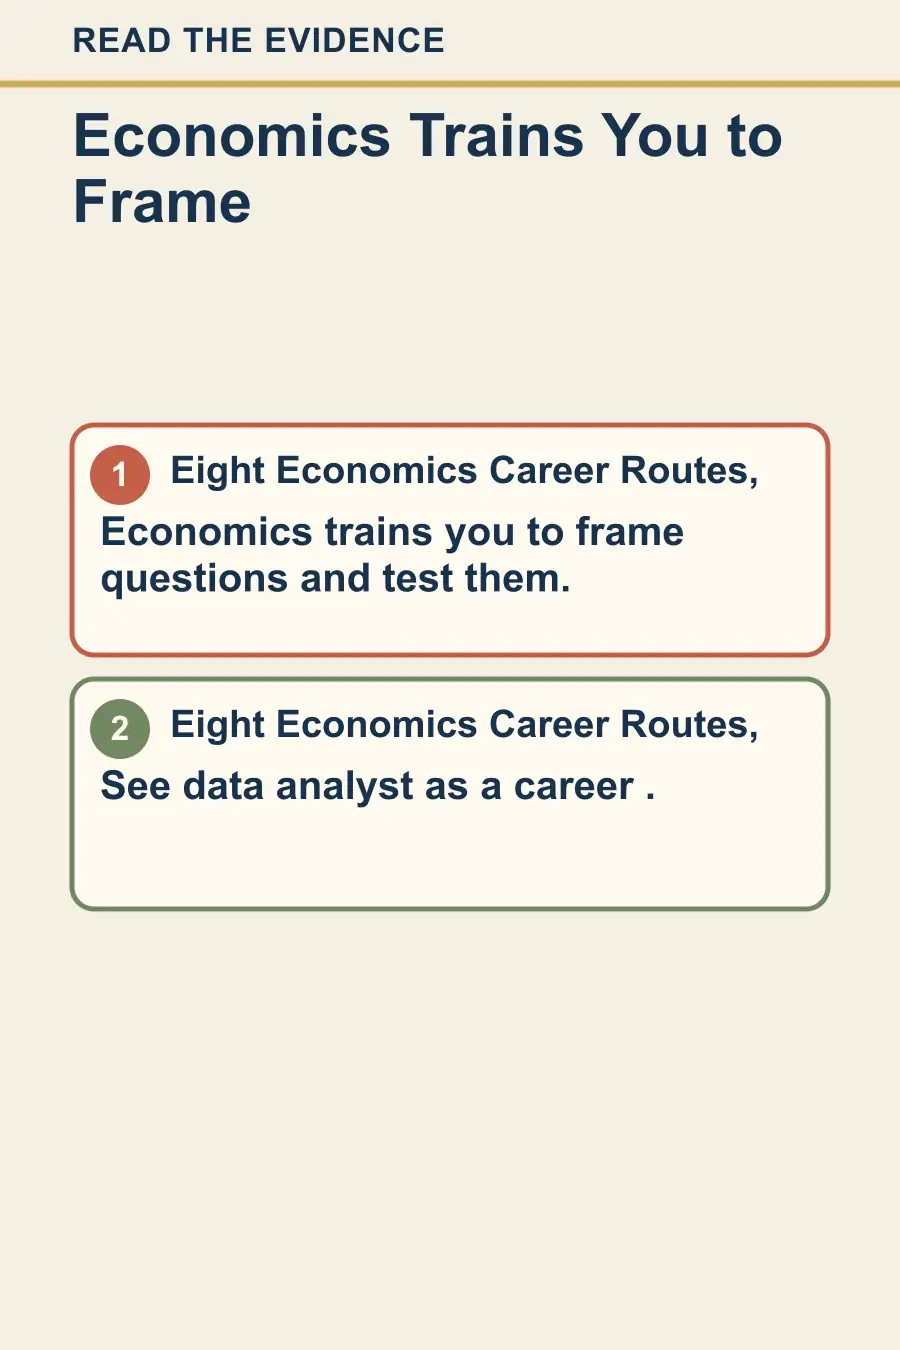 READ THE EVIDENCE
Economics Trains You to
Frame
1 Eight Economics Career Routes,
Economics trains you to frame
questions and test them.
2 Eight Economics Career Routes,
See data analyst as a career .